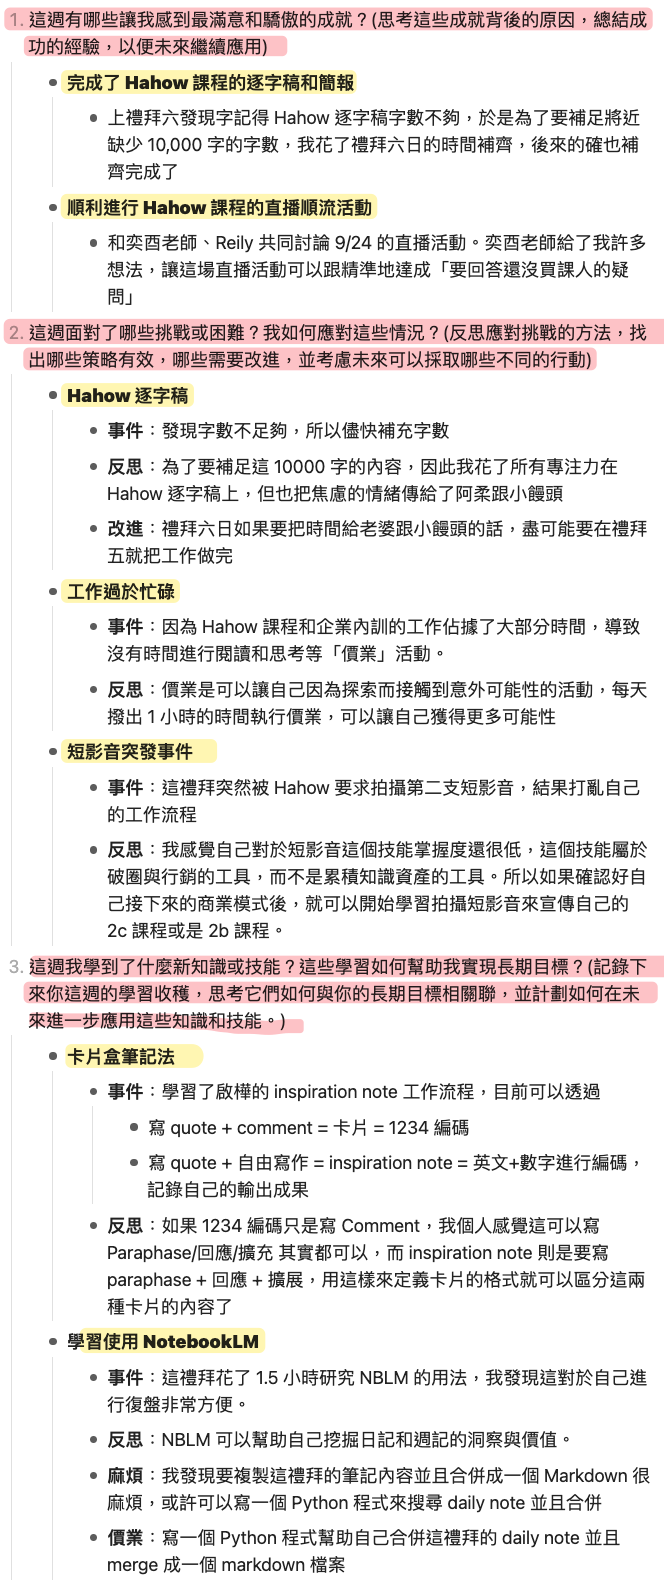 1. 這週有哪些讓我感到最滿意和驕傲的成就？(思考這些成就背後的原因，總結成
功的經驗，以便未來繼續應用)
完成了 Hahow 課程的逐字稿和簡報
上禮拜六發現字記得 Hahow 逐字稿字數不夠，於是為了要補足將近
缺少 10,000 字的字數，我花了禮拜六日的時間補齊，後來的確也補
齊完成了
順利進行 Hahow 課程的直播順流活動
和奕酉老師、Reily 共同討論 9/24 的直播活動。奕酉老師給了我許多
想法，讓這場直播活動可以跟精準地達成「要回答還沒買課人的疑
問」
2. 這週面對了哪些挑戰或困難？我如何應對這些情況？(反思應對挑戰的方法，找
出哪些策略有效，哪些需要改進，並考慮未來可以採取哪些不同的行動)
Hahow 逐字稿
事件：發現字數不足夠，所以儘快補充字數
反思：為了要補足這 10000 字的內容，因此我花了所有專注力在
Hahow 逐字稿上，但也把焦慮的情緒傳給了阿柔跟小饅頭
改進：禮拜六日如果要把時間給老婆跟小饅頭的話，盡可能要在禮拜
五就把工作做完
工作過於忙碌
事件：因為 Hahow 課程和企業內訓的工作佔據了大部分時間，導致
沒有時間進行閱讀和思考等「價業」活動。
反思：價業是可以讓自己因為探索而接觸到意外可能性的活動，每天
撥出 1 小時的時間執行價業，可以讓自己獲得更多可能性
短影音突發事件
事件：這禮拜突然被 Hahow 要求拍攝第二支短影音，結果打亂自己
的工作流程
反思：我感覺自己對於短影音這個技能掌握度還很低，這個技能屬於
破圈與行銷的工具，而不是累積知識資產的工具。所以如果確認好自
己接下來的商業模式後，就可以開始學習拍攝短影音來宣傳自己的
2c 課程或是 2b 課程。
3. 這週我學到了什麼新知識或技能？這些學習如何幫助我實現長期目標？(記錄下
來你這週的學習收穫，思考它們如何與你的長期目標相關聯，並計劃如何在未
來進一步應用這些知識和技能。)
卡片盒筆記法
事件：學習了啟樺的 inspiration note 工作流程，目前可以透過
寫 quote + comment = 卡片 = 1234 編碼
寫 quote + 自由寫作 = inspiration note = 英文+數字進行編碼，
記錄自己的輸出成果
反思：如果 1234 編碼只是寫 Comment，我個人感覺這可以寫
Paraphase/回應/擴充 其實都可以，而 inspiration note 則是要寫
paraphase + 回應 + 擴展，用這樣來定義卡片的格式就可以區分這兩
種卡片的內容了
學習使用 NotebookLM
事件：這禮拜花了 1.5 小時研究 NBLM 的用法，我發現這對於自己進
行復盤非常方便。
反思：NBLM 可以幫助自己挖掘日記和週記的洞察與價值。
麻煩：我發現要複製這禮拜的筆記內容並且合併成一個 Markdown 很
麻煩，或許可以寫一個 Python 程式來搜尋 daily note 並且合併
價業：寫一個 Python 程式幫助自己合併這禮拜的 daily note 並且
merge 成一個 markdown 檔案